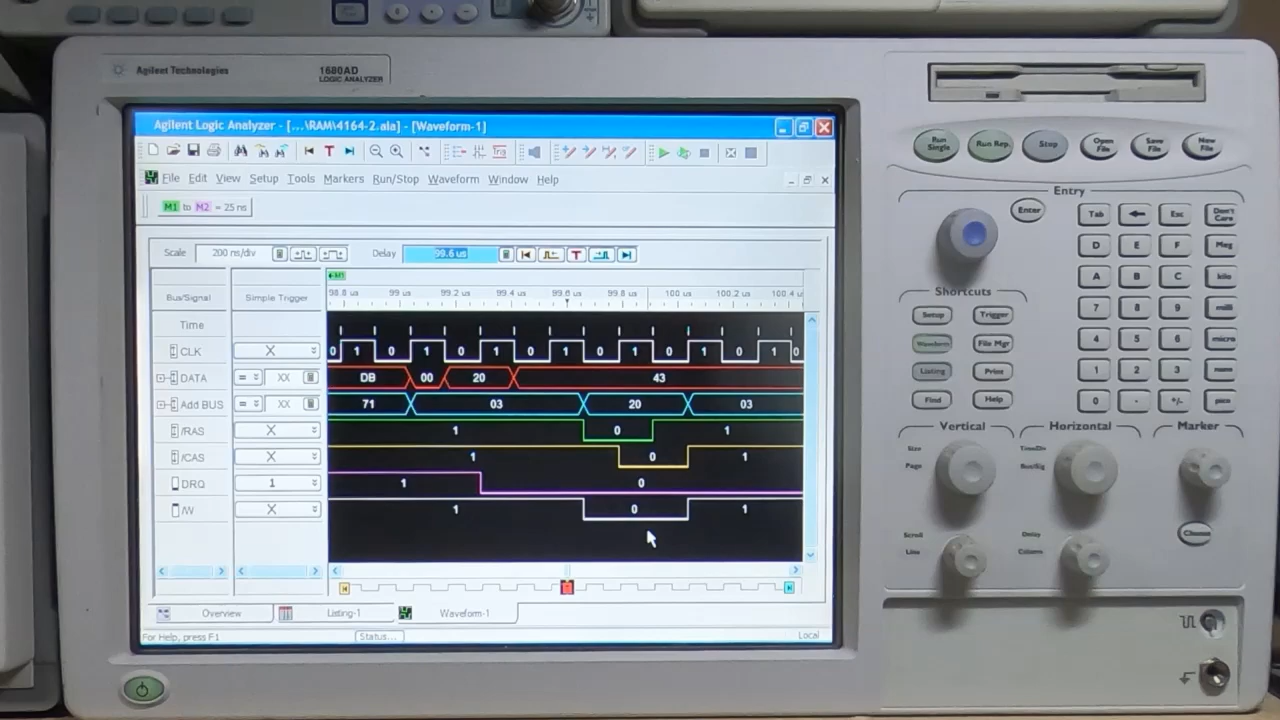 Agilent Technologies
1680AD
LOGIC ANALYZER
Agilent Logic Analyzer - [...\RAM\4164-2.ala] - [Waveform-1]
File Edit View Setup Tools Markers Run/Stop Waveform Window Help
M1 to M2 = 25 ns
Scale 200 ns/div Delay 99.6 us
M1
Bus/Signal Simple Trigger 98.8 us 99 us 99.2 us 99.4 us 99.6 us 99.8 us 100 us 100.2 us 100.4 u
Time
CLK X 0 1 0 1 0 1 0 1 0 1 0 1 0 1 0
DATA = XX DB 00 20 43
Add BUS = XX 71 03 20 03
/RAS X 1 0 1
/CAS X 1 0 1
DRQ 1 1 0
/W X 1 0 1
Overview Listing-1 Waveform-1
For Help, press F1 Status... Local
Run Single Run Rep. Stop Open File Save File New File
Entry
Enter
Tab Esc Don't Care
D E F Meg
A B C kilo
Shortcuts
7 8 9 milli
Setup Trigger
4 5 6 micro
Waveform File Mgr
1 2 3 nano
Listing Print
0 . +/- pico
Find Help
Vertical Horizontal Marker
Size
Page
Time/Div
Bus/Sig
Choose
Scroll
Line
Delay
Column